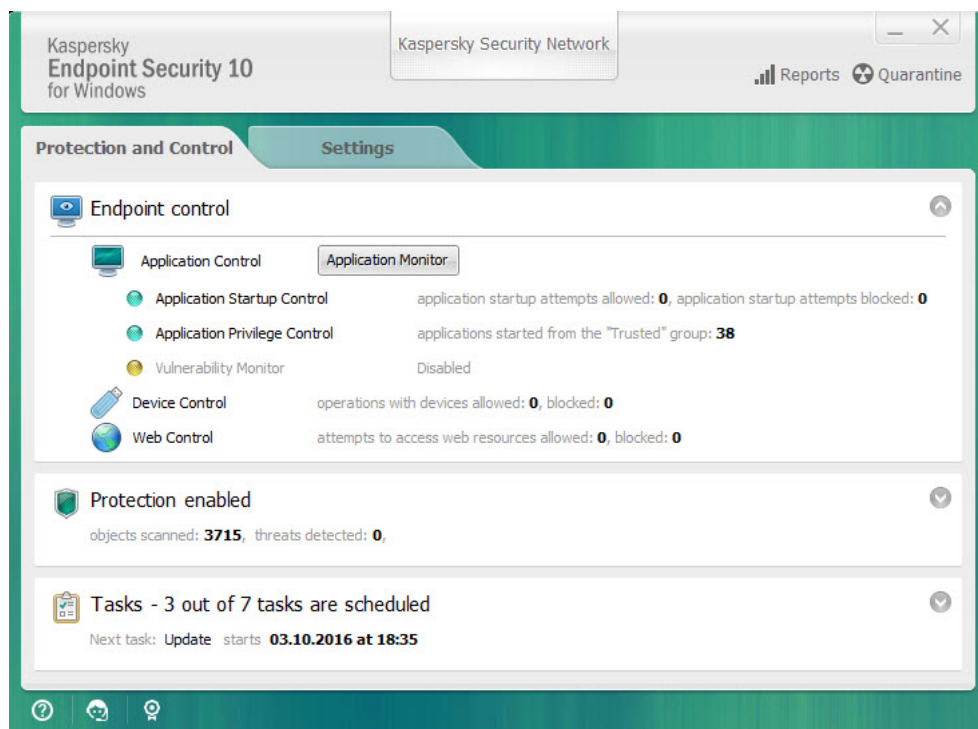 Kaspersky
Endpoint Security 10
for Windows
Kaspersky Security Network
Reports Quarantine
Protection and Control Settings
Endpoint control
Application Control Application Monitor
Application Startup Control application startup attempts allowed: 0, application startup attempts blocked: 0
Application Privilege Control applications started from the "Trusted" group: 38
Vulnerability Monitor Disabled
Device Control operations with devices allowed: 0, blocked: 0
Web Control attempts to access web resources allowed: 0, blocked: 0
Protection enabled
objects scanned: 3715, threats detected: 0,
Tasks - 3 out of 7 tasks are scheduled
Next task: Update starts 03.10.2016 at 18:35